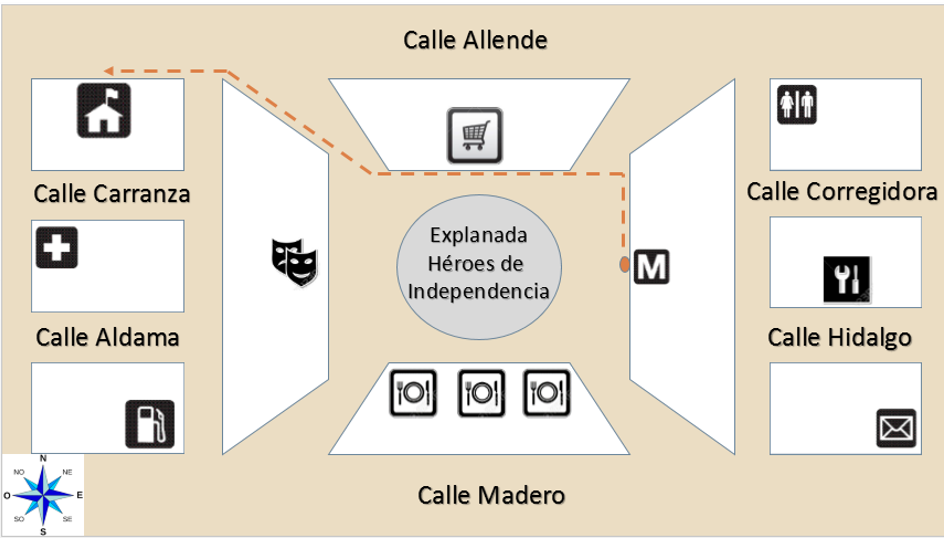 Calle Allende
Calle Carranza
Calle Corregidora
Explanada
Héroes de
Independencia
M
Calle Aldama
Calle Hidalgo
N
NO
NE
O
E
SO
SE
S
Calle Madero